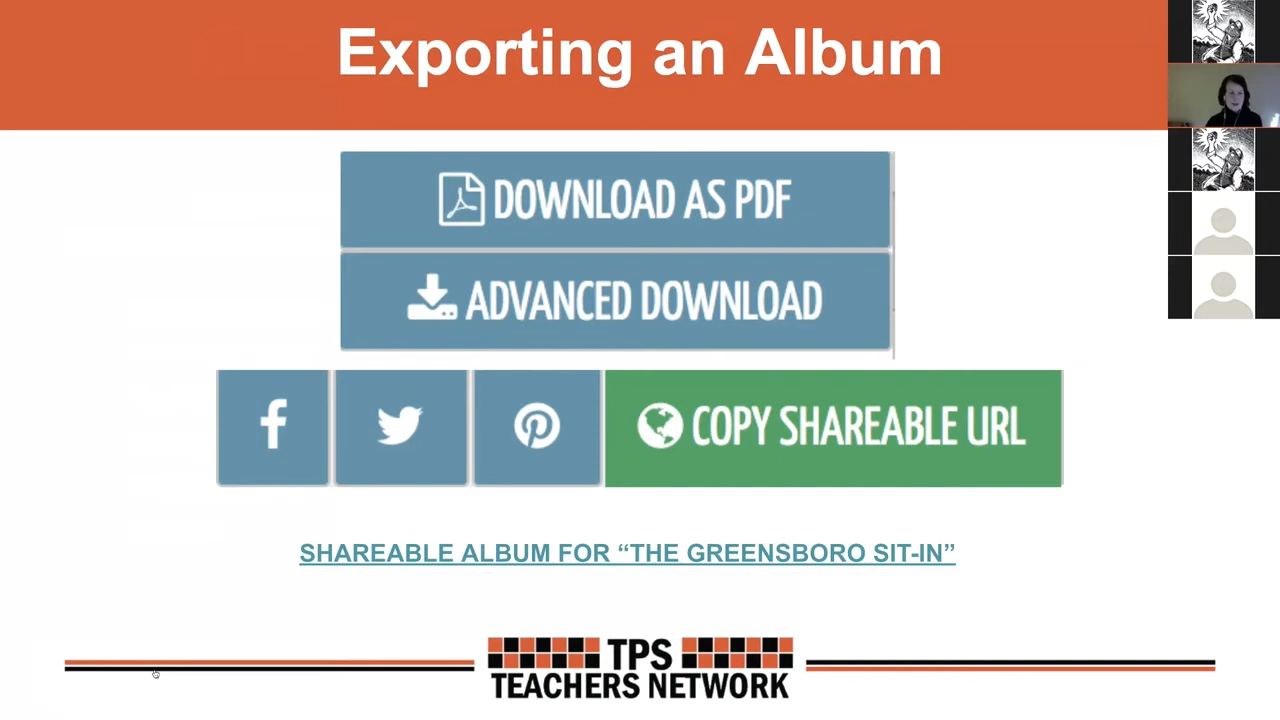 Exporting an Album
DOWNLOAD AS PDF
ADVANCED DOWNLOAD
COPY SHAREABLE URL
SHAREABLE ALBUM FOR “THE GREENSBORO SIT-IN”
TPS
TEACHERS NETWORK